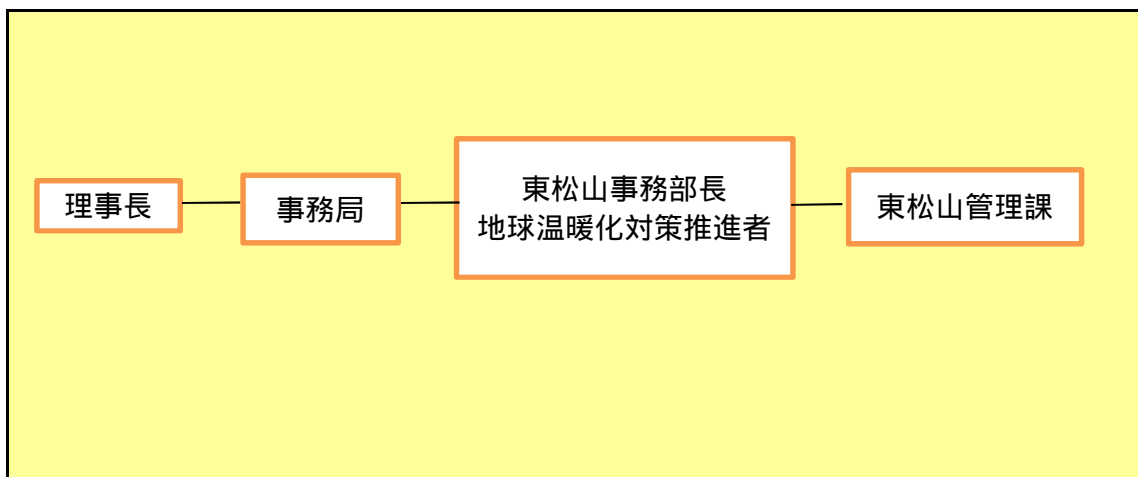 理事長
事務局
東松山事務部長
地球温暖化対策推進者
東松山管理課